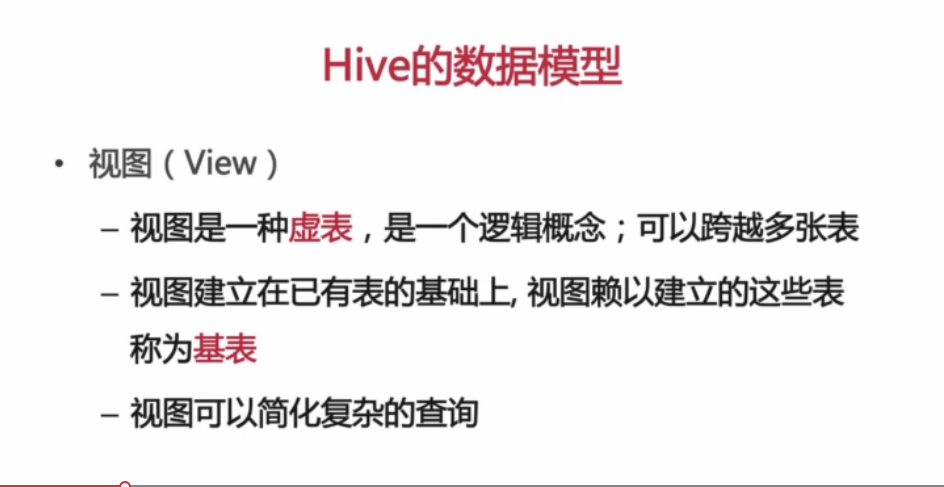 Hive的数据模型
• 视图（View）
– 视图是一种虚表，是一个逻辑概念；可以跨越多张表
– 视图建立在已有表的基础上, 视图赖以建立的这些表
称为基表
– 视图可以简化复杂的查询